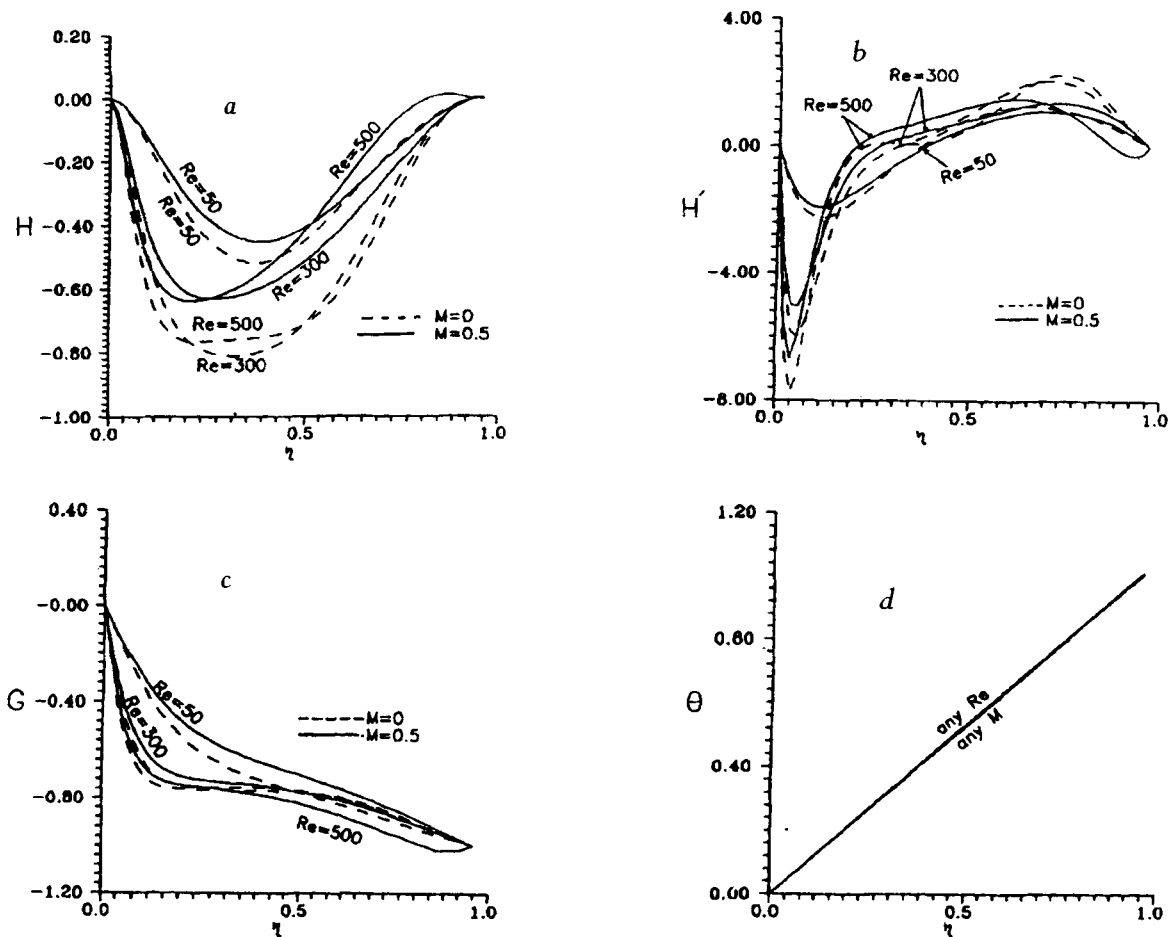 a
0.20
0.00
-0.20
-0.40
-0.60
-0.80
-1.00
H
Re=50
Re=50
Re=500
Re=300
Re=500
Re=300
M=0
M=0.5
0.0
0.5
1.0
η
b
4.00
0.00
-4.00
-8.00
H′
Re=300
Re=500
Re=50
M=0
M=0.5
0.0
0.5
1.0
η
c
0.40
-0.00
-0.40
-0.80
-1.20
G
Re=50
Re=300
Re=500
M=0
M=0.5
0.0
0.5
1.0
η
d
1.20
0.80
0.40
0.00
θ
any Re
any M
0.0
0.5
1.0
η